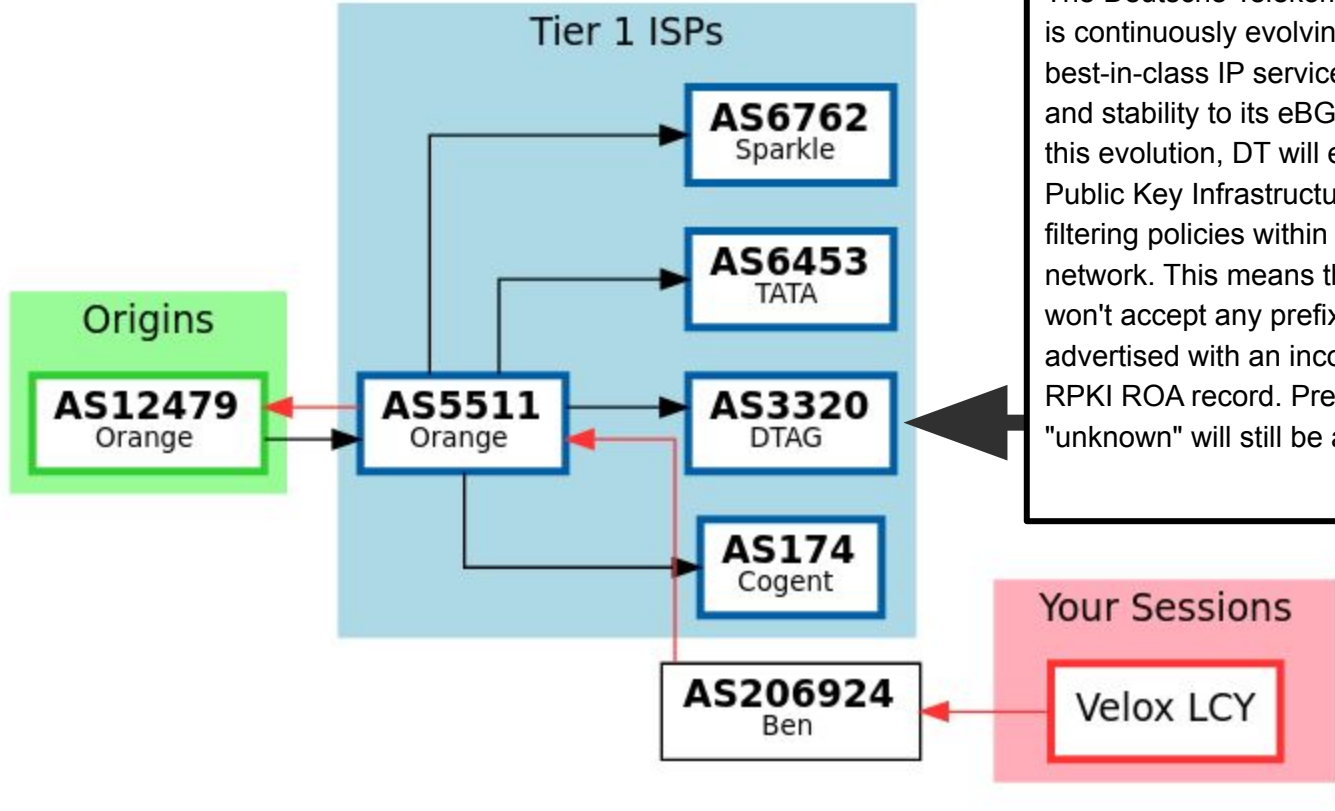 Tier 1 ISPs
AS6762
Sparkle
AS6453
TATA
Origins
AS12479
Orange
AS5511
Orange
AS3320
DTAG
AS174
Cogent
AS206924
Ben
is continuously evolvin
best-in-class IP service
and stability to its eBG
this evolution, DT will e
Public Key Infrastructu
filtering policies within
network. This means th
won't accept any prefix
advertised with an inco
RPKI ROA record. Pre
"unknown" will still be a
Your Sessions
Velox LCY